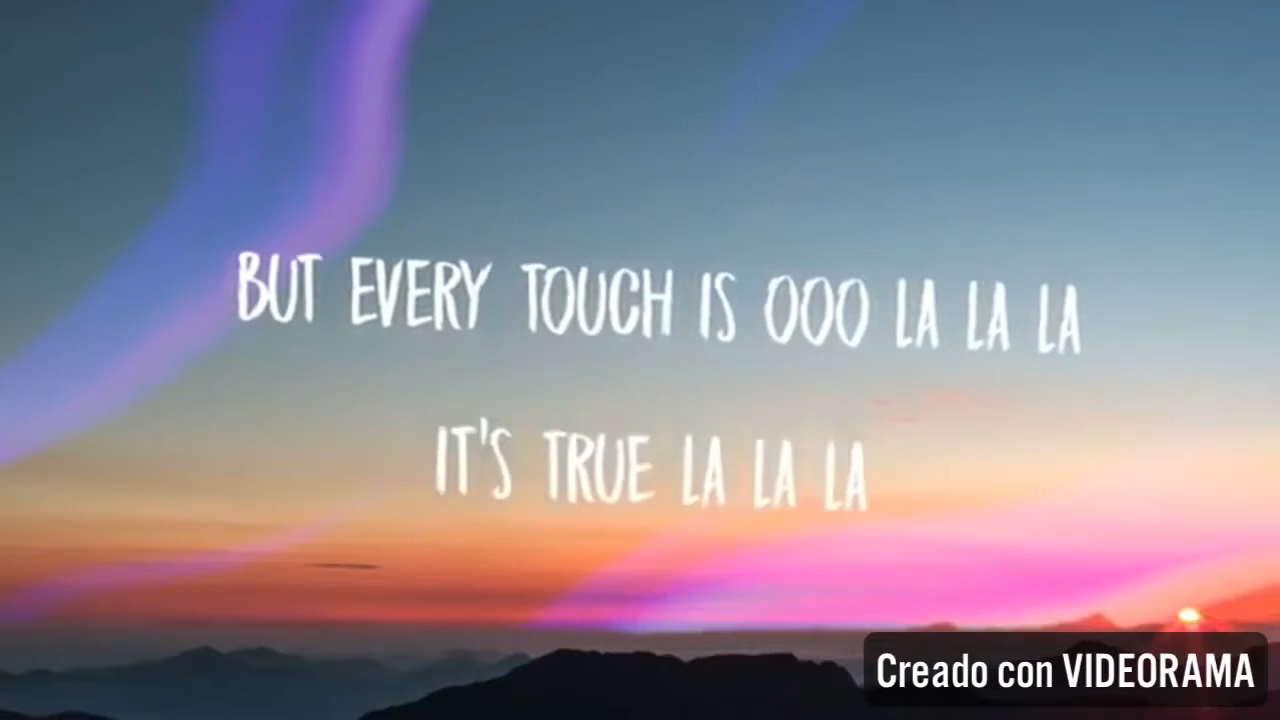 BUT EVERY TOUCH IS OOO LA LA LA
IT'S TRUE LA LA LA
Creado con VIDEORAMA